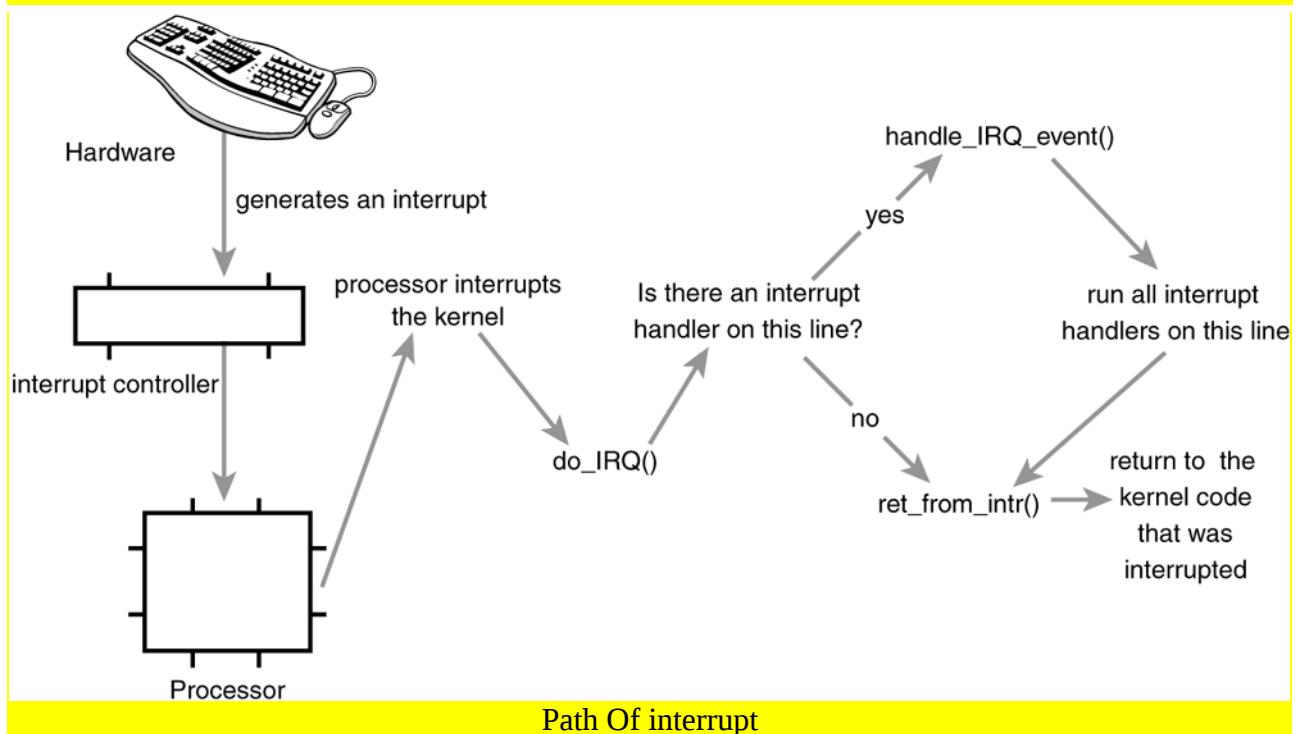 Hardware
generates an interrupt
interrupt controller
Processor
processor interrupts
the kernel
do_IRQ()
Is there an interrupt
handler on this line?
yes
no
handle_IRQ_event()
run all interrupt
handlers on this line
ret_from_intr()
return to the
kernel code
that was
interrupted
Path Of interrupt